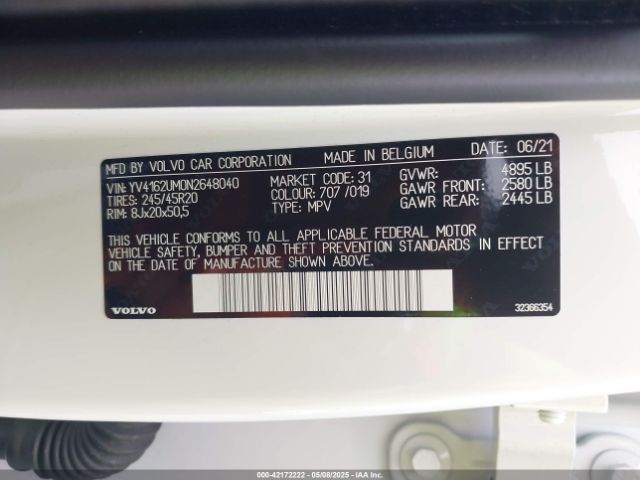 MFD BY VOLVO CAR CORPORATION MADE IN BELGIUM DATE: 06/21
VIN: YV4162UM0N2648040 MARKET CODE: 31 GVWR: 4895 LB
TIRES: 245/45R20 COLOUR: 707 /019 GAWR FRONT: 2580 LB
RIM: 8Jx20x50,5 TYPE: MPV GAWR REAR: 2445 LB
THIS VEHICLE CONFORMS TO ALL APPLICABLE FEDERAL MOTOR
VEHICLE SAFETY, BUMPER AND THEFT PREVENTION STANDARDS IN EFFECT
ON THE DATE OF MANUFACTURE SHOWN ABOVE.
VOLVO 32366354
000-42172222 - 05/08/2025 - IAAI.COM